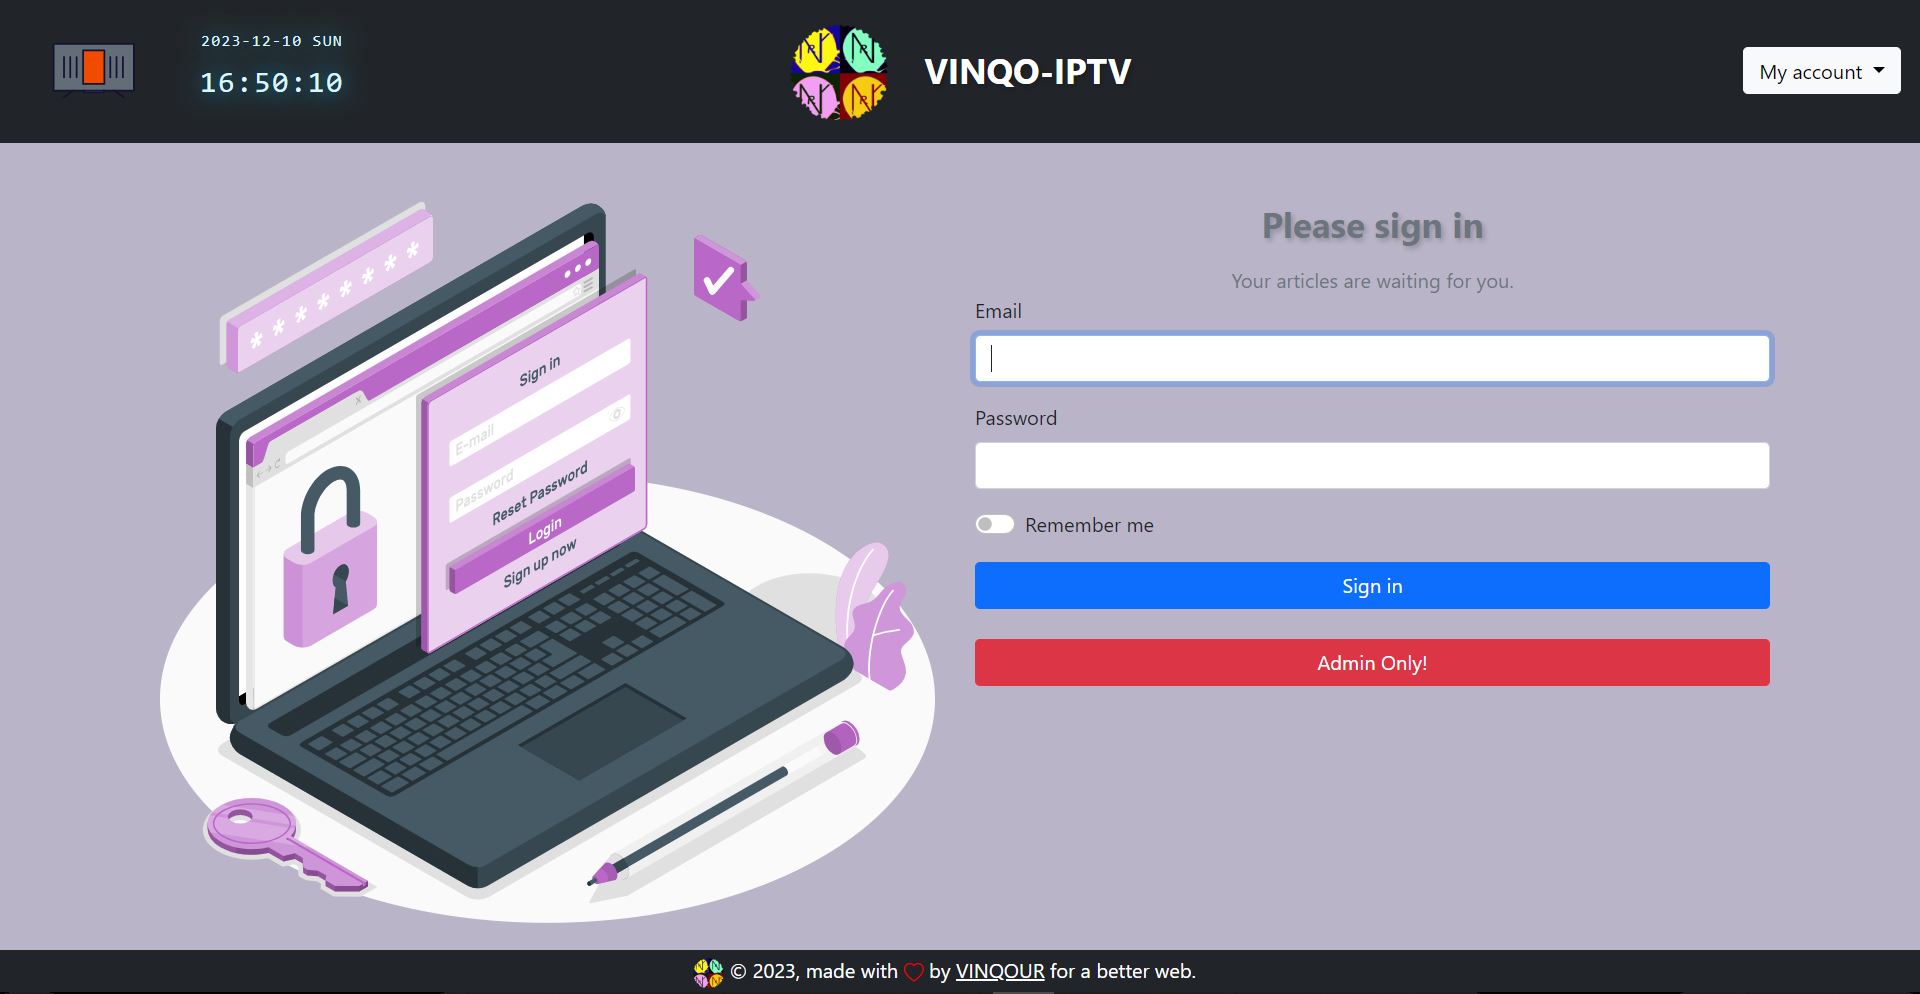 2023-12-10 SUN
16:50:10
VINQO-IPTV
My account
* * * * * * * *
Sign in
E-mail
Password
Reset Password
Login
Sign up now
Please sign in
Your articles are waiting for you.
Email
Password
Remember me
Sign in
Admin Only!
© 2023, made with by VINQOUR for a better web.